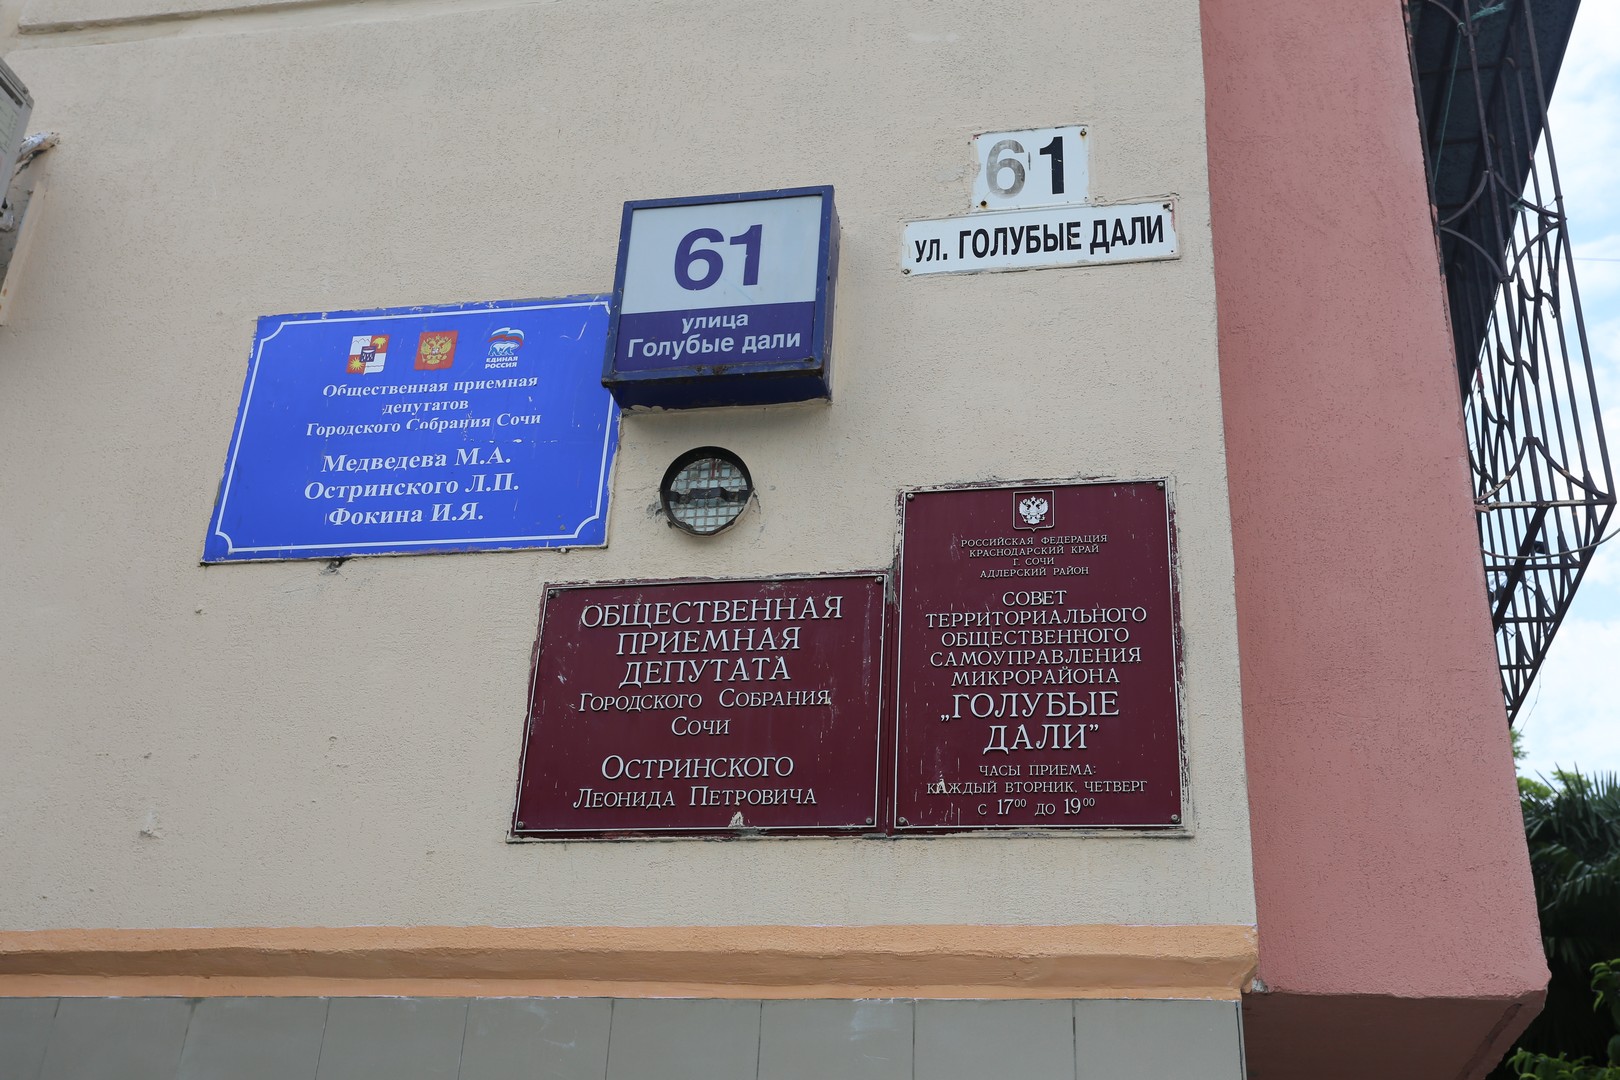 61
УЛ. ГОЛУБЫЕ ДАЛИ
61
улица
Голубые дали
ЕДИНАЯ
РОССИЯ
Общественная приемная
депутатов
Городского Собрания Сочи
Медведева М.А.
Остринского Л.П.
Фокина И.Я.
ОБЩЕСТВЕННАЯ
ПРИЕМНАЯ
ДЕПУТАТА
ГОРОДСКОГО СОБРАНИЯ
СОЧИ
ОСТРИНСКОГО
ЛЕОНИДА ПЕТРОВИЧА
РОССИЙСКАЯ ФЕДЕРАЦИЯ
КРАСНОДАРСКИЙ КРАЙ
Г. СОЧИ
АДЛЕРСКИЙ РАЙОН
СОВЕТ
ТЕРРИТОРИАЛЬНОГО
ОБЩЕСТВЕННОГО
САМОУПРАВЛЕНИЯ
МИКРОРАЙОНА
„ГОЛУБЫЕ
ДАЛИ”
ЧАСЫ ПРИЕМА:
КАЖДЫЙ ВТОРНИК, ЧЕТВЕРГ
С 17⁰⁰ ДО 19⁰⁰